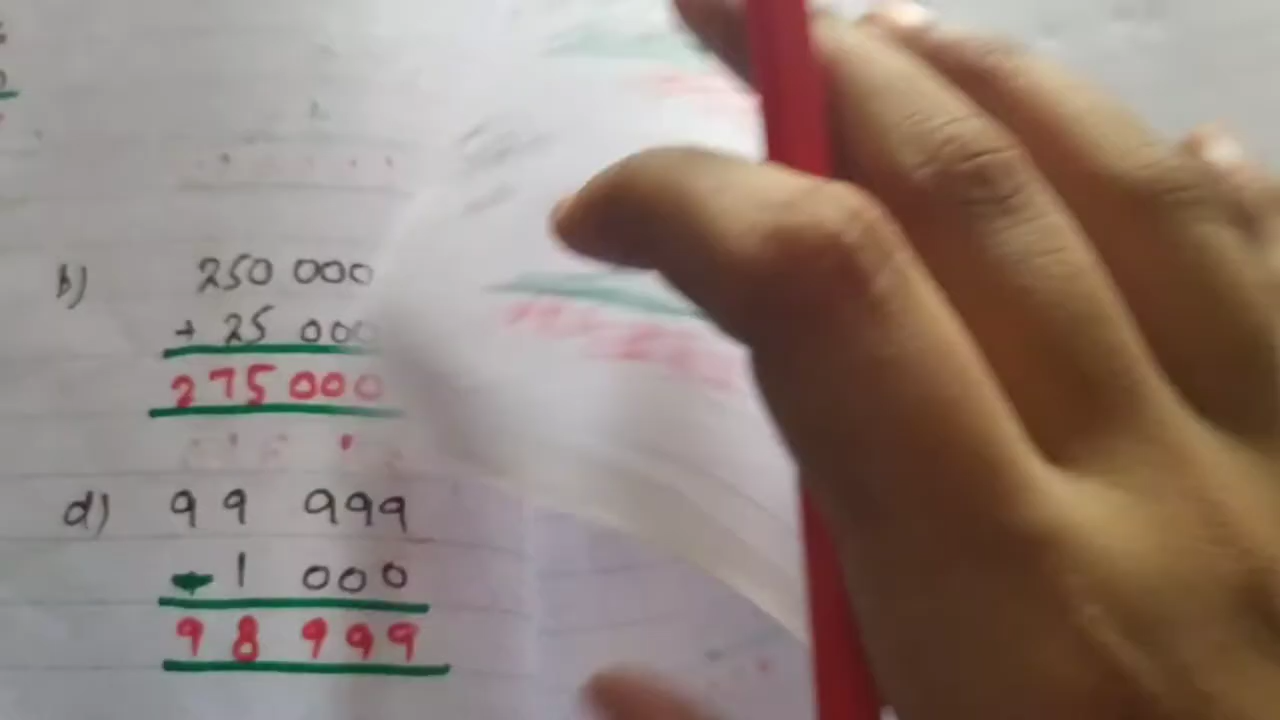 b) 250 000
+ 25 000
275 000
d) 99 999
- 1 000
98 999